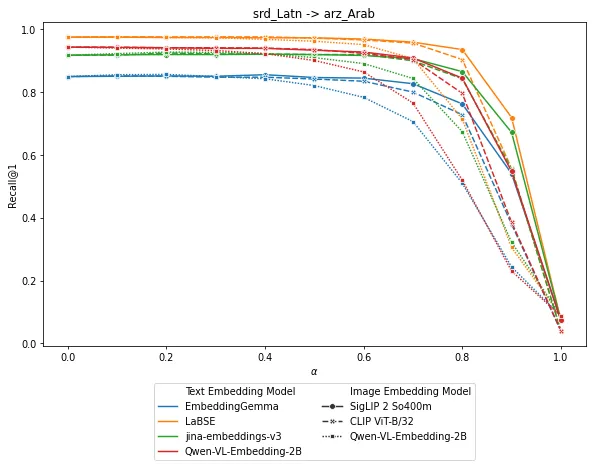 srd_Latn -> arz_Arab
1.0
0.8
0.6
0.4
0.2
0.0
Recall@1
0.0 0.2 0.4 0.6 0.8 1.0
α
Text Embedding Model
EmbeddingGemma
LaBSE
jina-embeddings-v3
Qwen-VL-Embedding-2B
Image Embedding Model
SigLIP 2 So400m
CLIP ViT-B/32
Qwen-VL-Embedding-2B